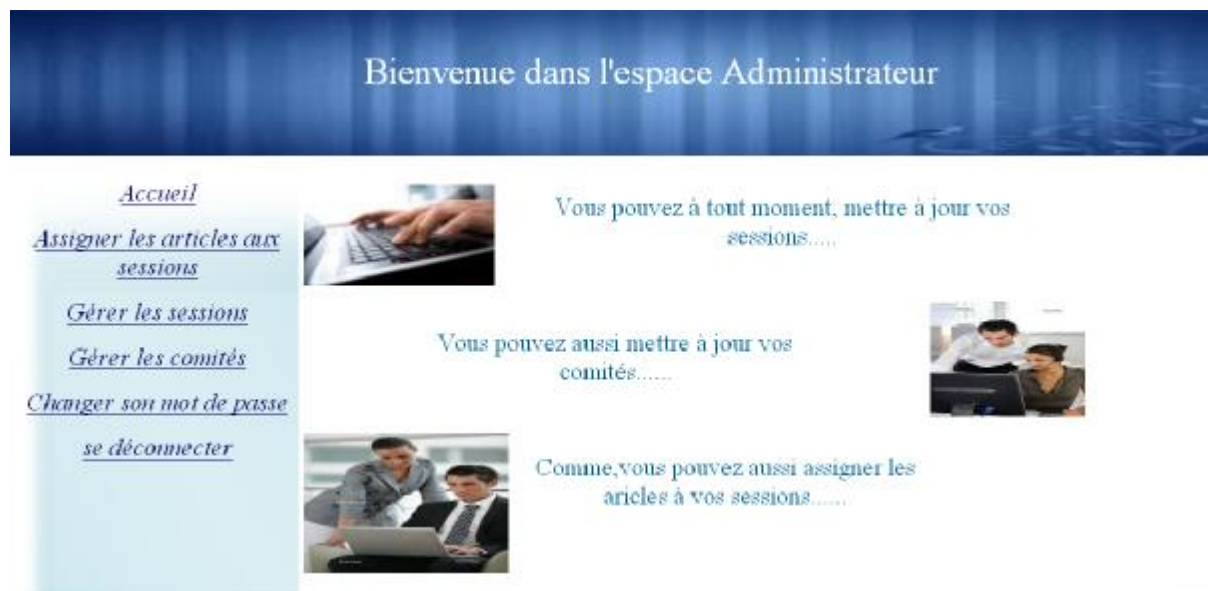 Bienvenue dans l'espace Administrateur
Accueil
Assigner les articles aux
sessions
Gérer les sessions
Gérer les comités
Changer son mot de passe
se déconnecter
Vous pouvez à tout moment, mettre à jour vos
sessions.....
Vous pouvez aussi mettre à jour vos
comités......
Comme,vous pouvez aussi assigner les
aricles à vos sessions......